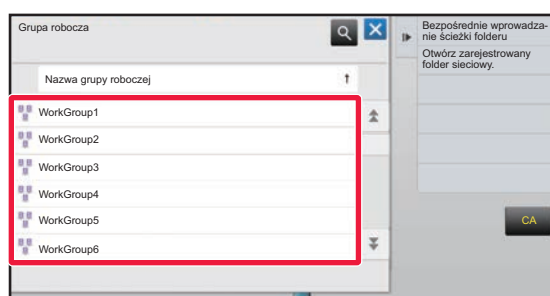 Grupa robocza
Nazwa grupy roboczej
WorkGroup1
WorkGroup2
WorkGroup3
WorkGroup4
WorkGroup5
WorkGroup6
Bezpośrednie wprowadza-
nie ścieżki folderu
Otwórz zarejestrowany
folder sieciowy.
CA